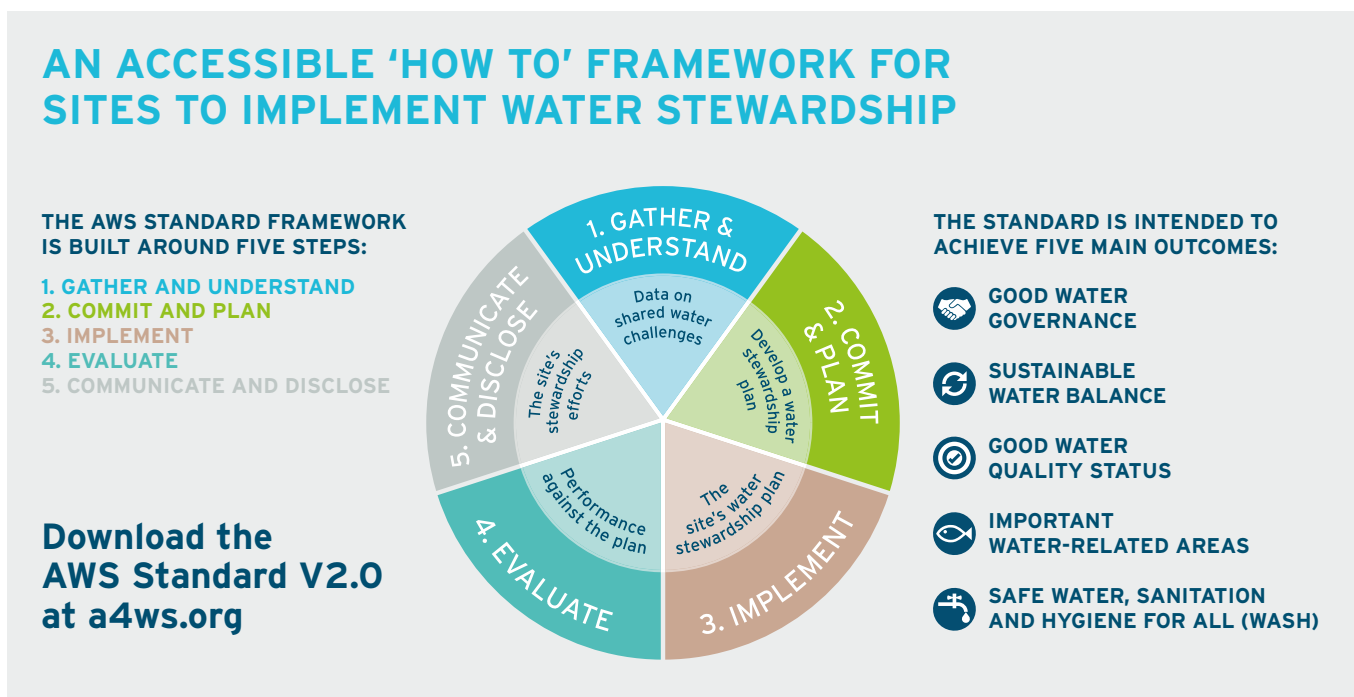 AN ACCESSIBLE ‘HOW TO’ FRAMEWORK FOR
SITES TO IMPLEMENT WATER STEWARDSHIP
THE AWS STANDARD FRAMEWORK
IS BUILT AROUND FIVE STEPS:
1. GATHER AND UNDERSTAND
2. COMMIT AND PLAN
3. IMPLEMENT
4. EVALUATE
5. COMMUNICATE AND DISCLOSE
Download the
AWS Standard V2.0
at a4ws.org
1. GATHER &
UNDERSTAND
Data on
shared water
challenges
2. COMMIT
& PLAN
Develop a water
stewardship
plan
3. IMPLEMENT
The
site’s water
stewardship plan
4. EVALUATE
Performance
against the plan
5. COMMUNICATE
& DISCLOSE
The site’s
stewardship
efforts
THE STANDARD IS INTENDED TO
ACHIEVE FIVE MAIN OUTCOMES:
GOOD WATER
GOVERNANCE
SUSTAINABLE
WATER BALANCE
GOOD WATER
QUALITY STATUS
IMPORTANT
WATER-RELATED AREAS
SAFE WATER, SANITATION
AND HYGIENE FOR ALL (WASH)